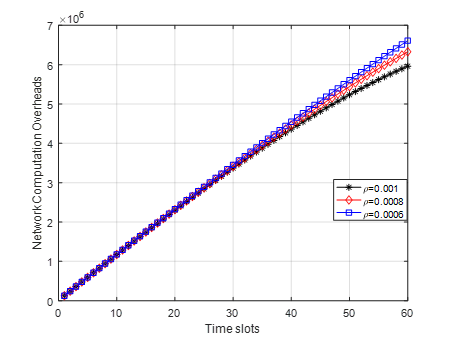 ×10^6
7
6
5
4
3
2
1
0
0 10 20 30 40 50 60
Network Computation Overheads
Time slots
ρ=0.001
ρ=0.0008
ρ=0.0006